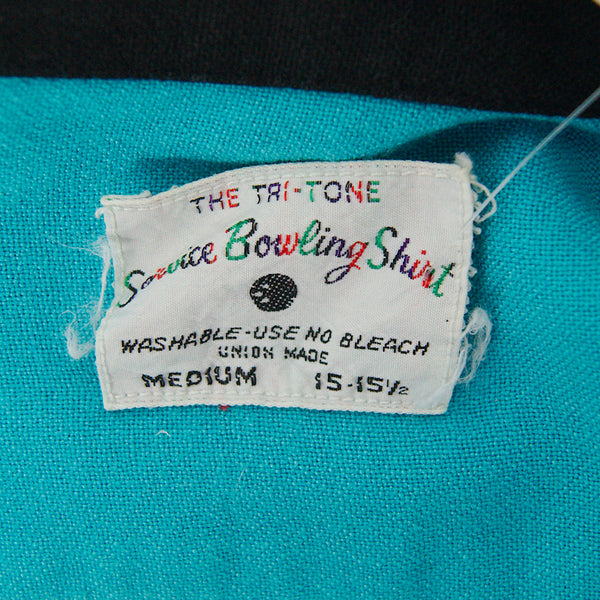 THE TRI-TONE
Service Bowling Shirt
WASHABLE-USE NO BLEACH
UNION MADE
MEDIUM 15-15½